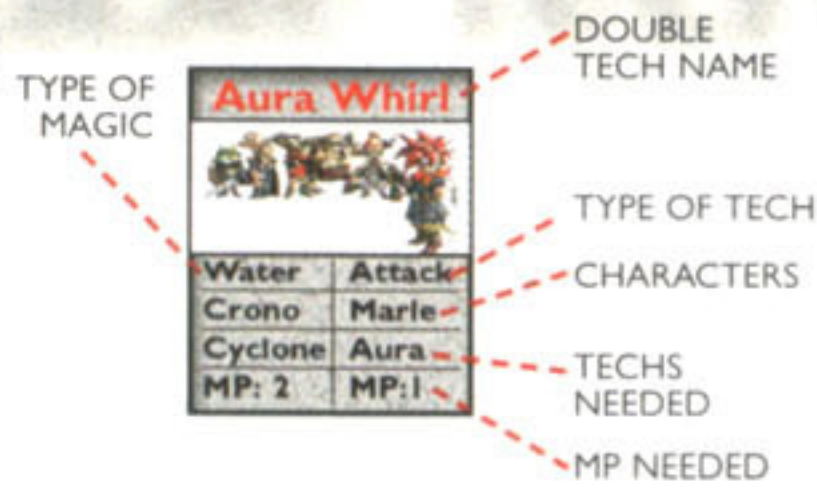 DOUBLE
TECH NAME
TYPE OF
MAGIC
Aura Whirl
TYPE OF TECH
Water Attack
CHARACTERS
Crono Marle
Cyclone Aura
TECHS
NEEDED
MP: 2 MP:1
MP NEEDED